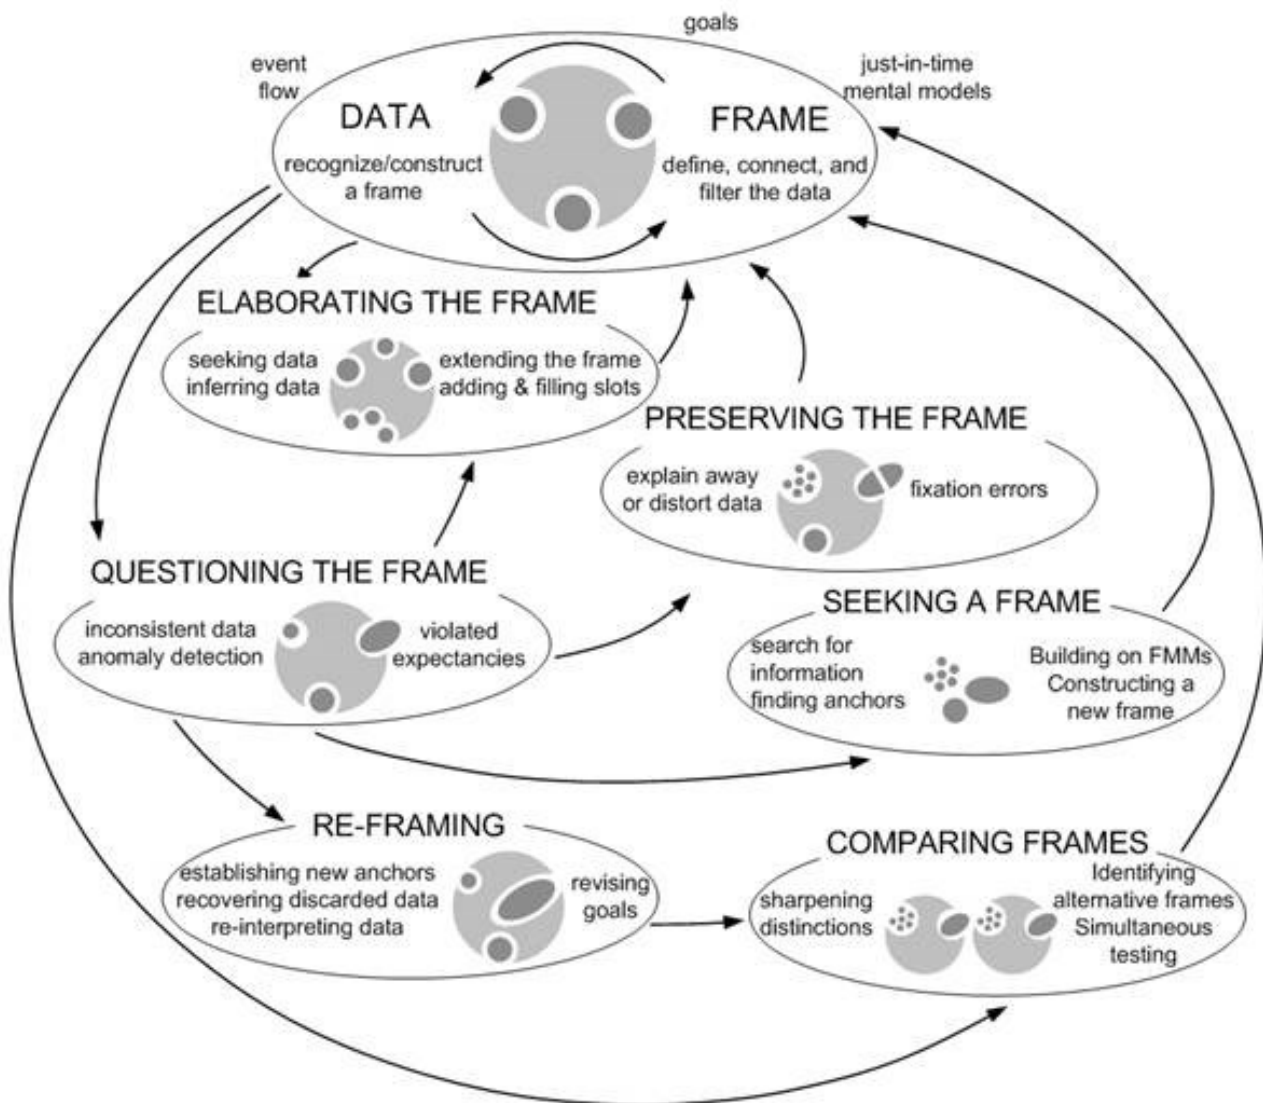 goals
event
flow
just-in-time
mental models
DATA
recognize/construct
a frame
FRAME
define, connect, and
filter the data
ELABORATING THE FRAME
seeking data
inferring data
extending the frame
adding & filling slots
PRESERVING THE FRAME
explain away
or distort data
fixation errors
QUESTIONING THE FRAME
inconsistent data
anomaly detection
violated
expectancies
SEEKING A FRAME
search for
information
finding anchors
Building on FMMs
Constructing a
new frame
RE-FRAMING
establishing new anchors
recovering discarded data
re-interpreting data
revising
goals
COMPARING FRAMES
sharpening
distinctions
Identifying
alternative frames
Simultaneous
testing